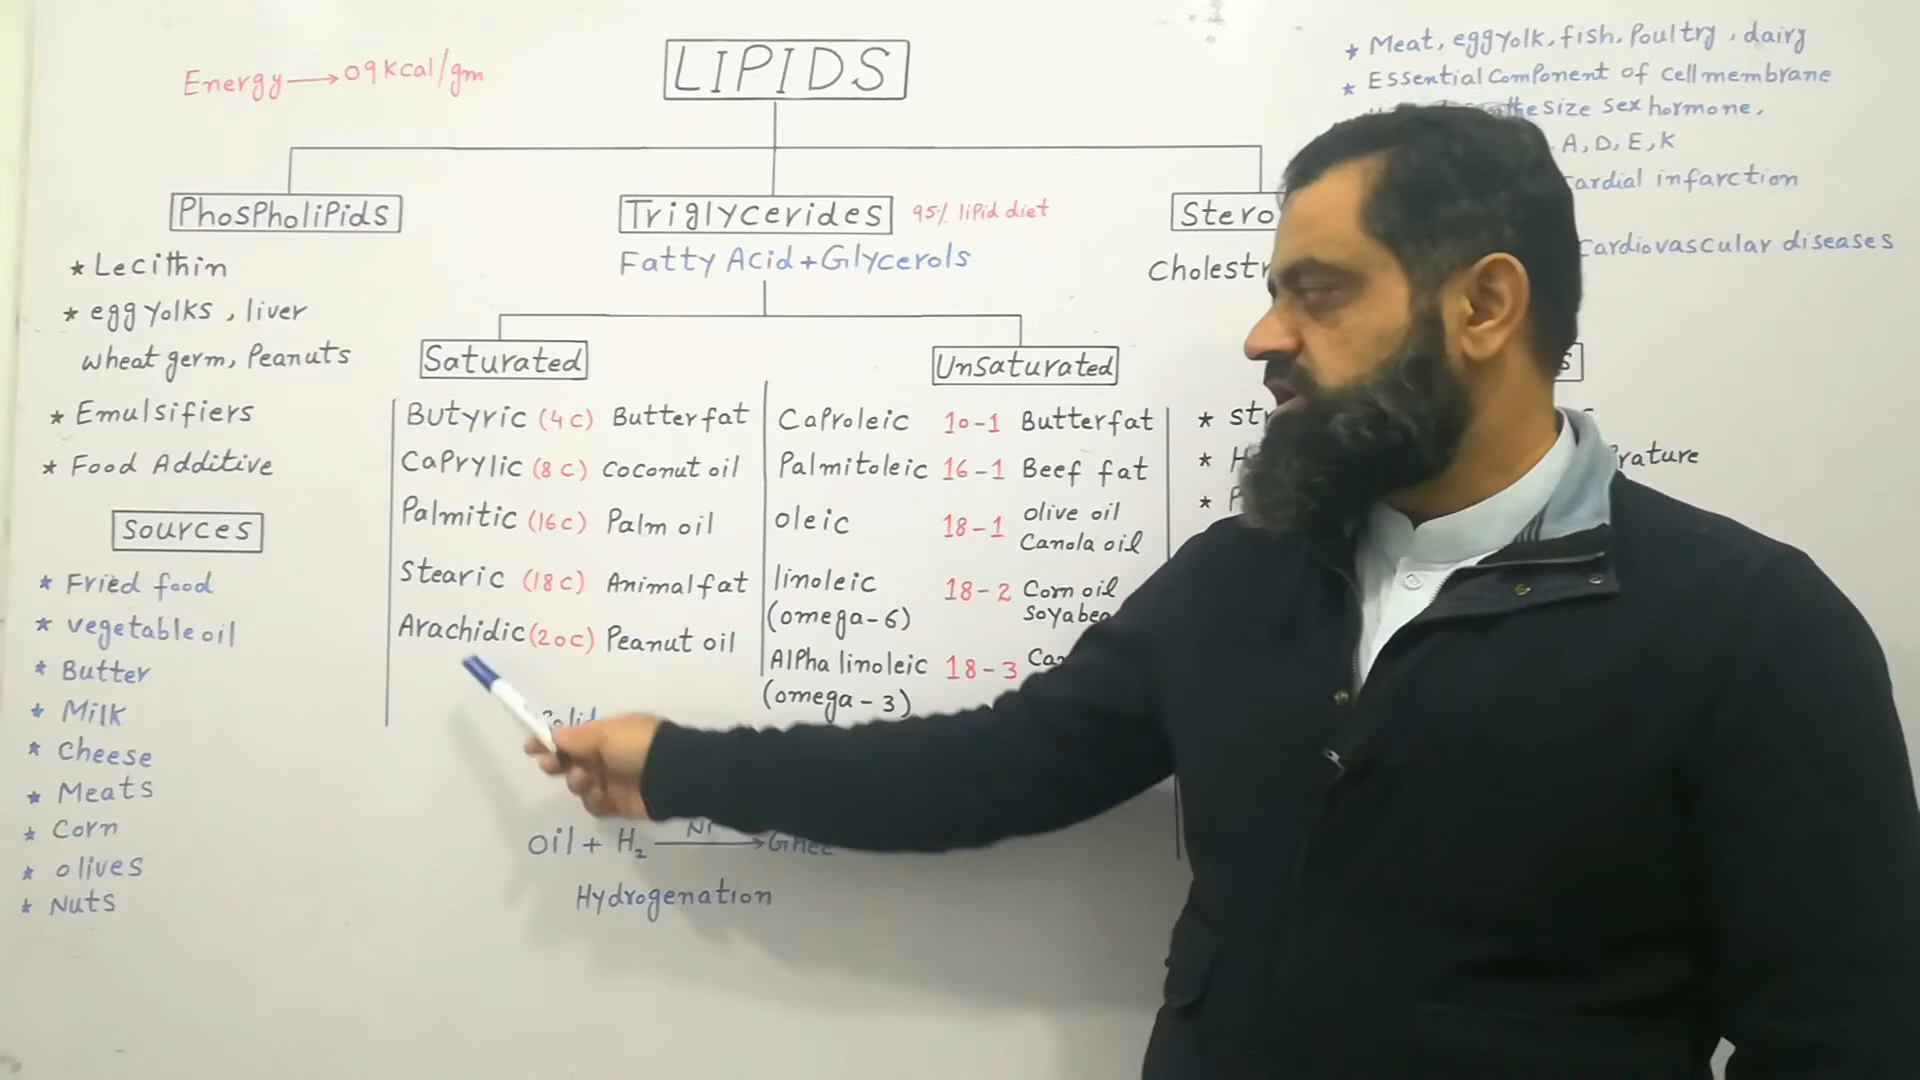 LIPIDS
Energy → 09 Kcal/gm
Phospholipids
* Lecithin
* egg yolks, liver
wheat germ, Peanuts
* Emulsifiers
* Food Additive
Sources
* Fried food
* vegetable oil
* Butter
* Milk
* Cheese
* Meats
* Corn
* olives
* Nuts
Triglycerides 95% lipid diet
Fatty Acid + Glycerols
Saturated
Butyric (4C) Butterfat
Caprylic (8C) Coconut oil
Palmitic (16C) Palm oil
Stearic (18C) Animal fat
Arachidic (20C) Peanut oil
Unsaturated
Caproleic 10-1 Butterfat
Palmitoleic 16-1 Beef fat
oleic 18-1 olive oil
Canola oil
linoleic 18-2 Corn oil
(omega-6)
Alpha linoleic 18-3
(omega-3)
oil + H₂ →
Hydrogenation
* Meat, egg yolk, fish, Poultry, dairy
* Essential Component of cell membrane
sex hormone.
A, D, E, K
infarction
Cardiovascular diseases
*
*
*